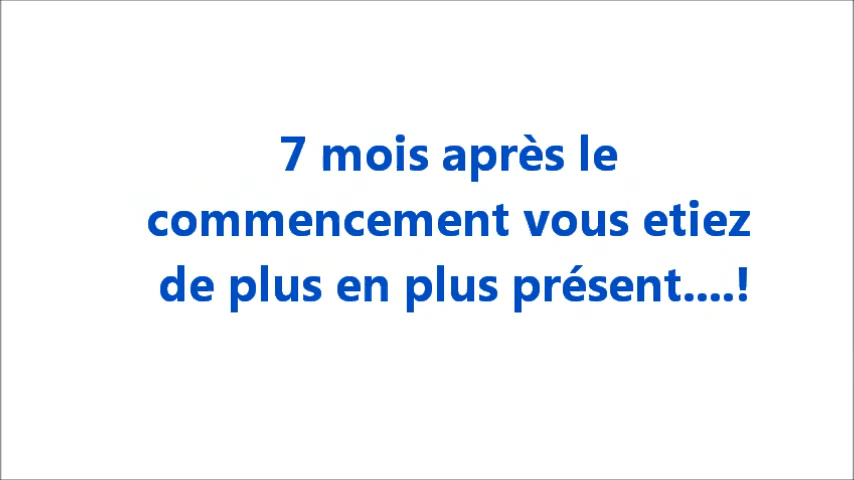 7 mois après le
commencement vous etiez
de plus en plus présent....!